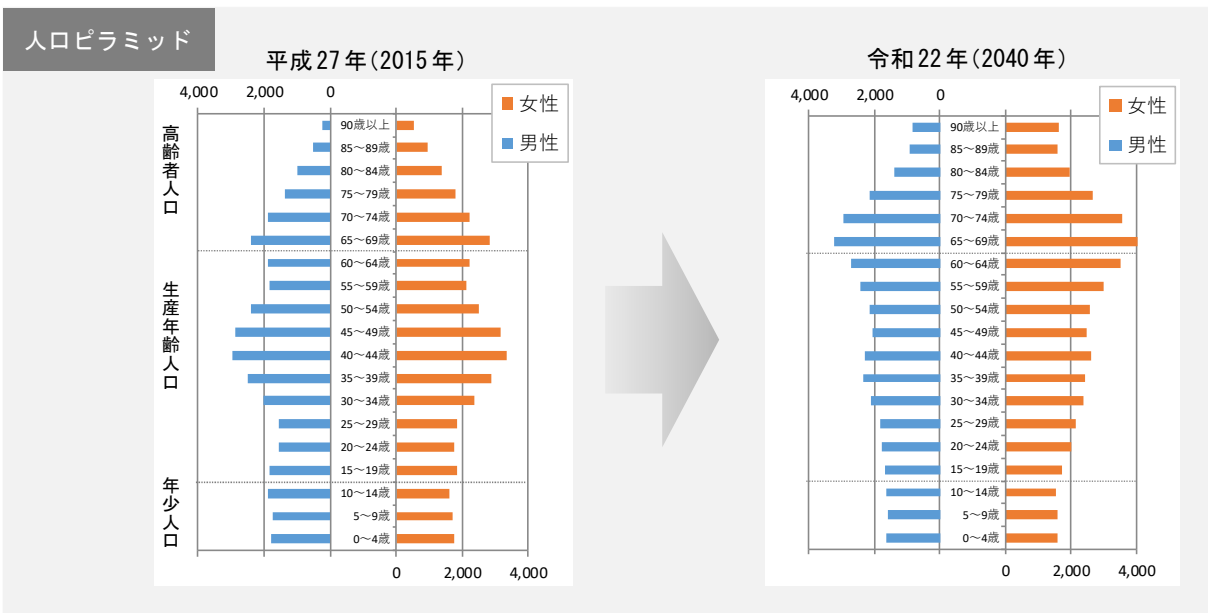 人口ピラミッド
平成27年(2015年)
4,000 2,000 0
女性
男性
高齢者人口
生産年齢人口
年少人口
90歳以上
85～89歳
80～84歳
75～79歳
70～74歳
65～69歳
60～64歳
55～59歳
50～54歳
45～49歳
40～44歳
35～39歳
30～34歳
25～29歳
20～24歳
15～19歳
10～14歳
5～9歳
0～4歳
0 2,000 4,000
令和22年(2040年)
4,000 2,000 0
女性
男性
90歳以上
85～89歳
80～84歳
75～79歳
70～74歳
65～69歳
60～64歳
55～59歳
50～54歳
45～49歳
40～44歳
35～39歳
30～34歳
25～29歳
20～24歳
15～19歳
10～14歳
5～9歳
0～4歳
0 2,000 4,000